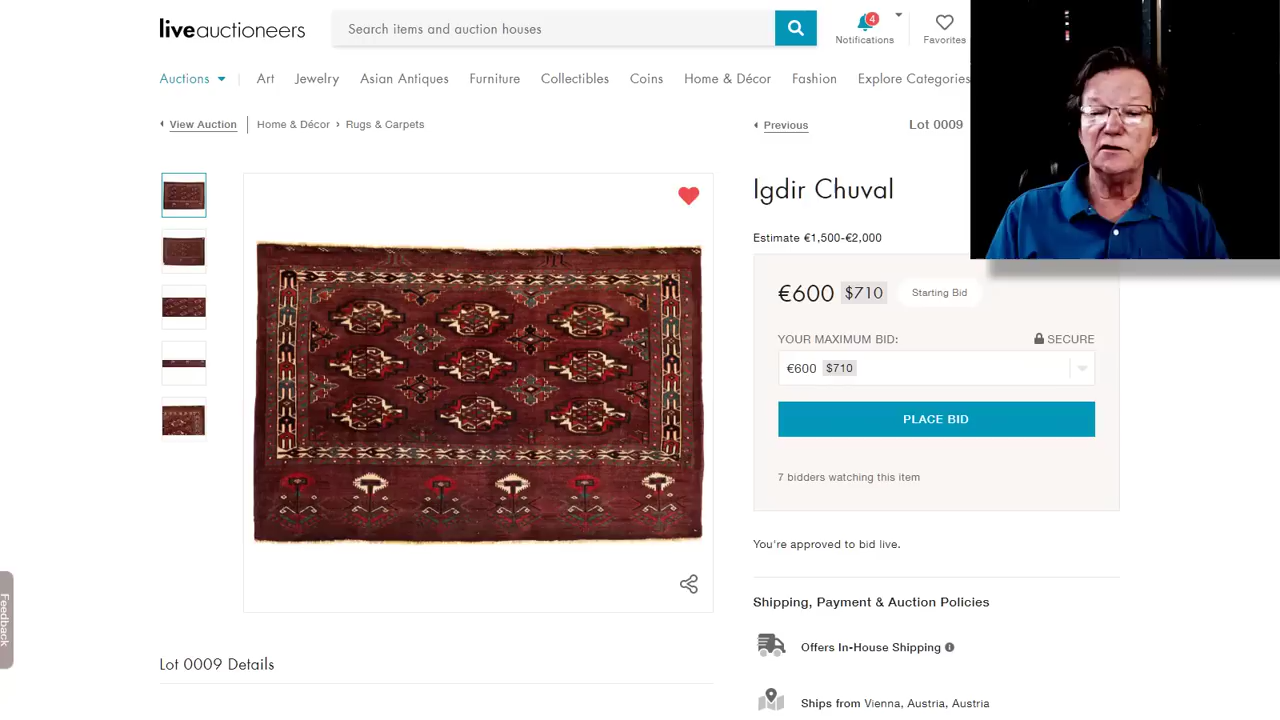 liveauctioneers
Search items and auction houses
4
Notifications
Favorites
Auctions Art Jewelry Asian Antiques Furniture Collectibles Coins Home & Décor Fashion Explore Categories
View Auction Home & Décor › Rugs & Carpets
Previous Lot 0009
Igdir Chuval
Estimate €1,500-€2,000
€600 $710 Starting Bid
YOUR MAXIMUM BID: SECURE
€600 $710
PLACE BID
7 bidders watching this item
You're approved to bid live.
Shipping, Payment & Auction Policies
Offers In-House Shipping
Ships from Vienna, Austria, Austria
Lot 0009 Details
Feedback